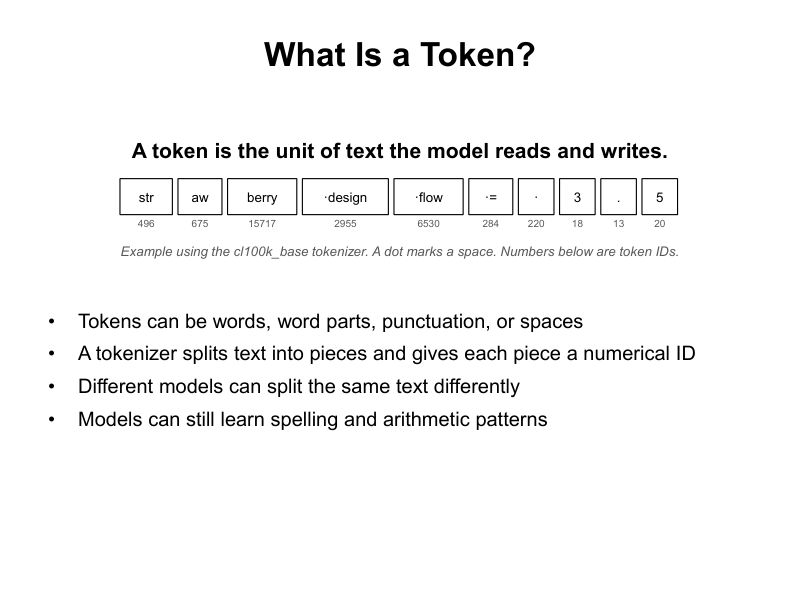 What Is a Token?
A token is the unit of text the model reads and writes.
str aw berry ·design ·flow ·= · 3 . 5
496 675 15717 2955 6530 284 220 18 13 20
Example using the cl100k_base tokenizer. A dot marks a space. Numbers below are token IDs.
• Tokens can be words, word parts, punctuation, or spaces
• A tokenizer splits text into pieces and gives each piece a numerical ID
• Different models can split the same text differently
• Models can still learn spelling and arithmetic patterns